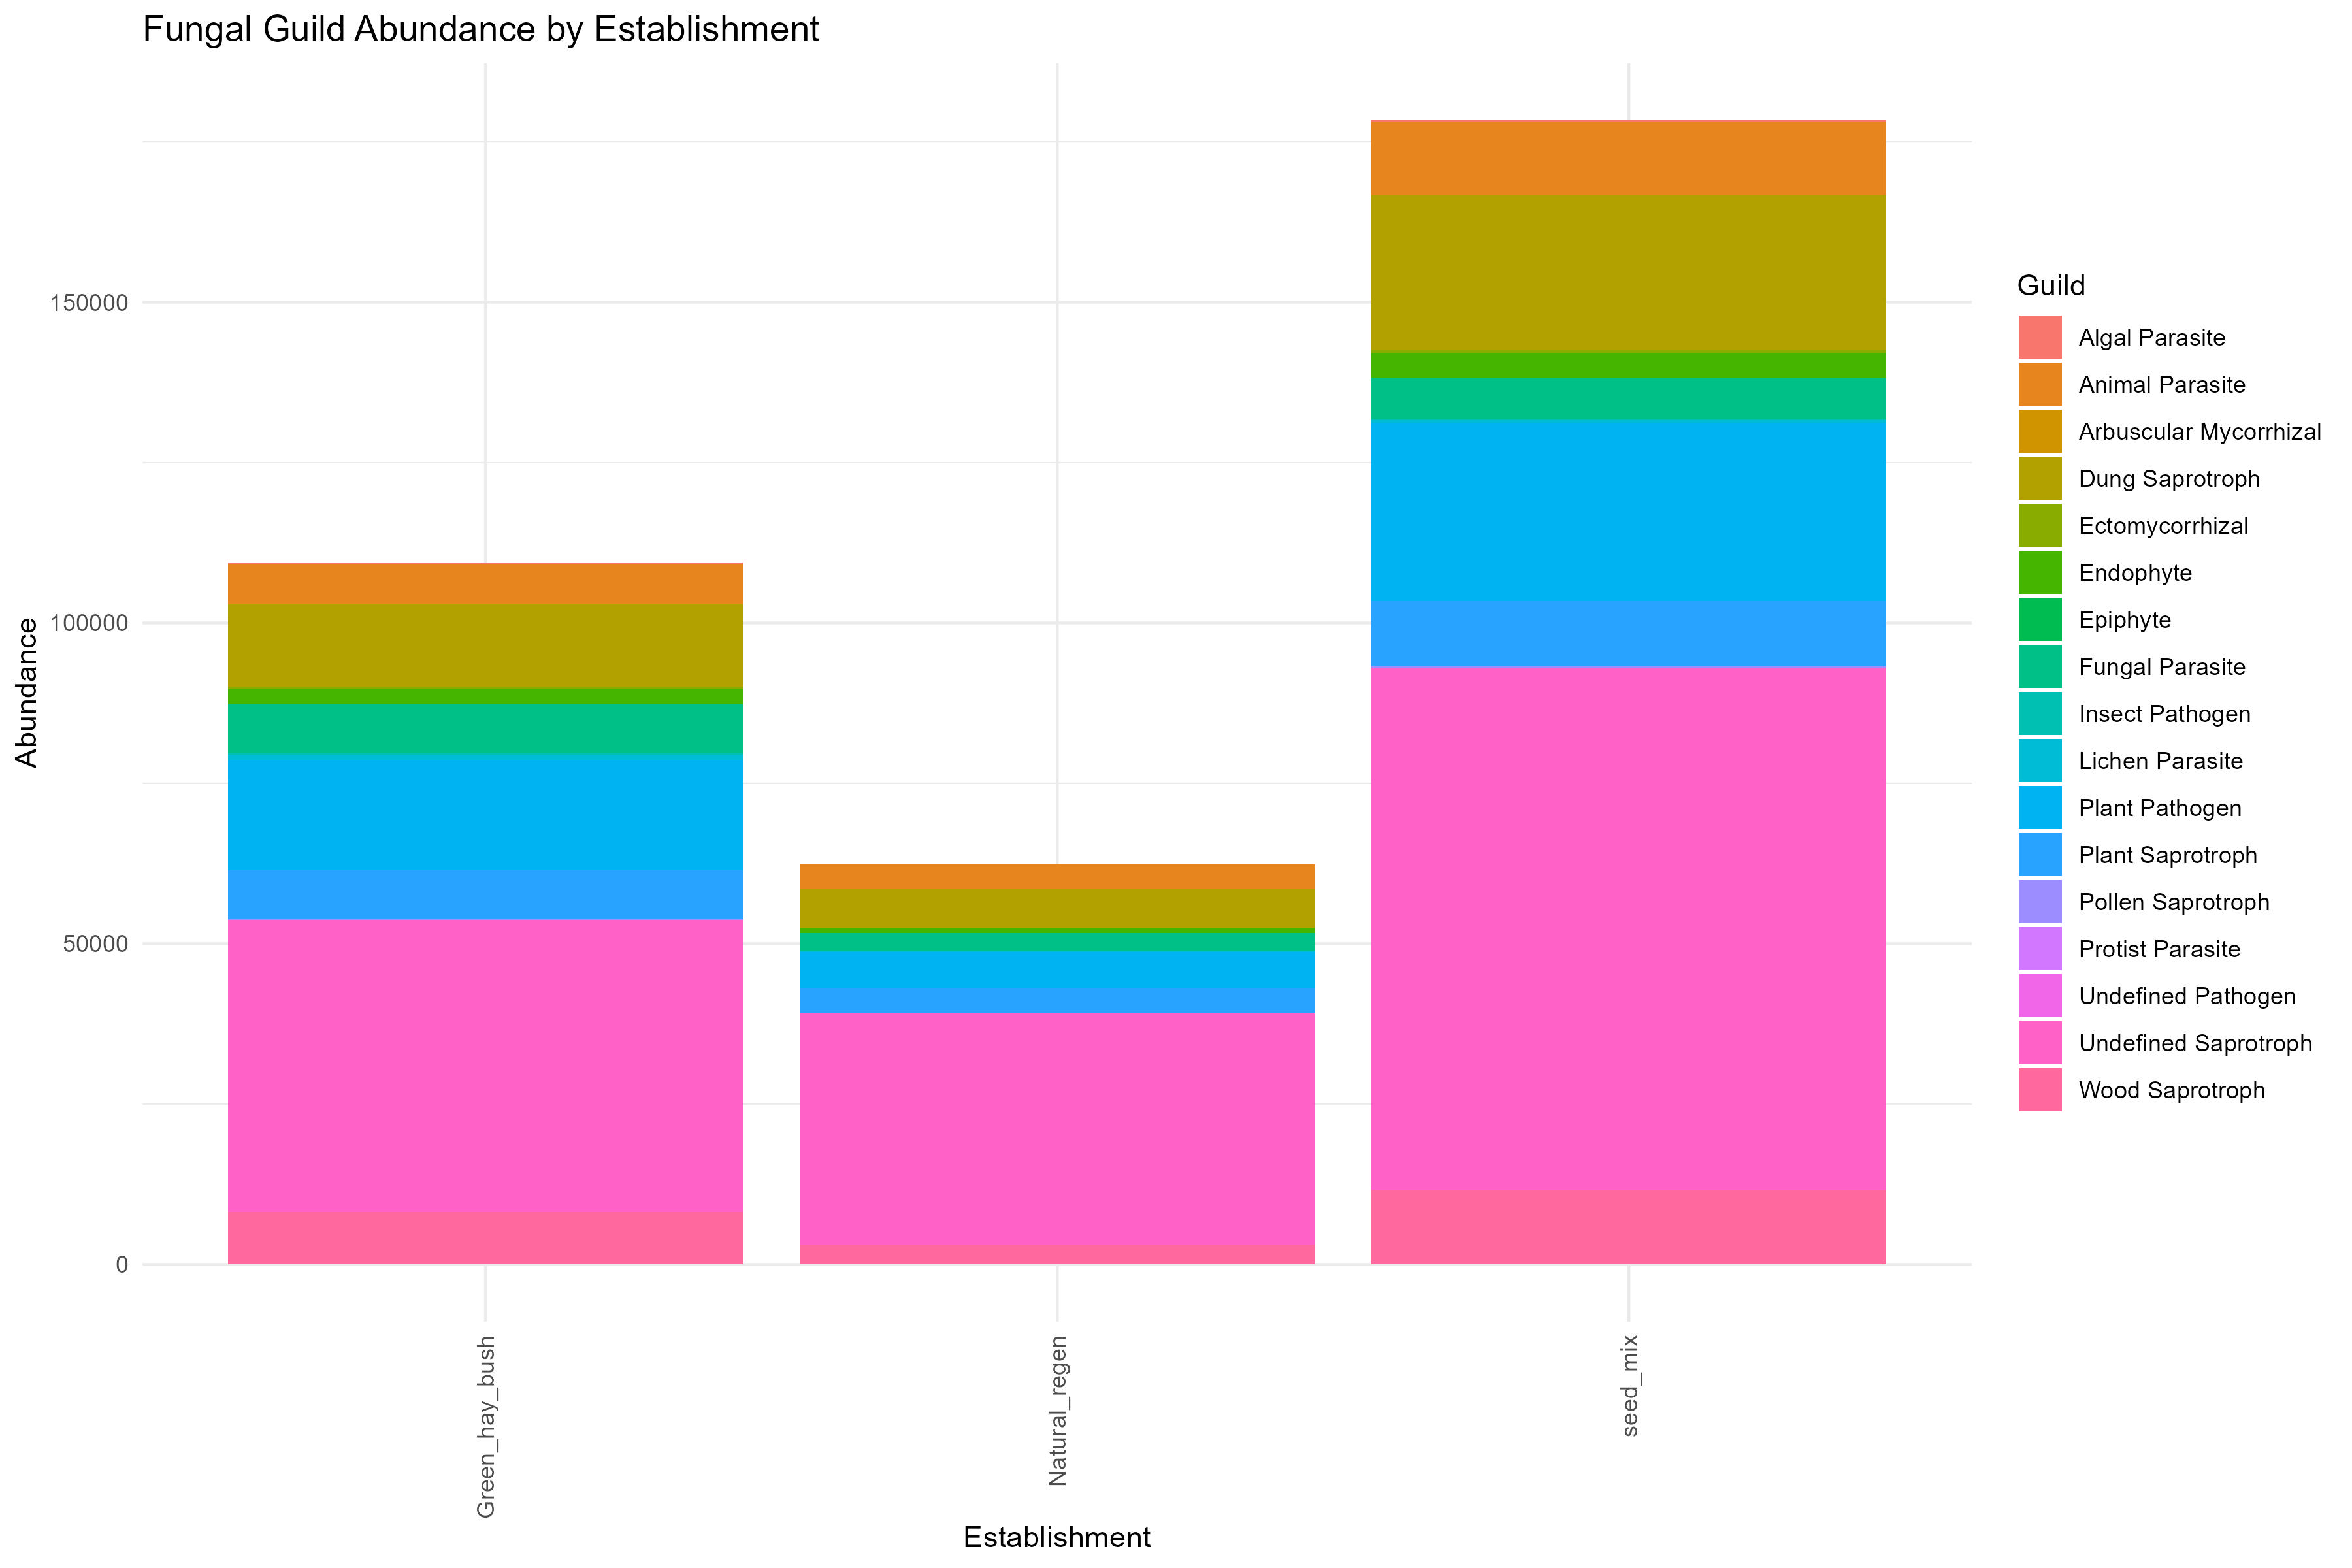 Fungal Guild Abundance by Establishment
Abundance
150000
100000
50000
0
Green_hay_bush
Natural_regen
seed_mix
Establishment
Guild
Algal Parasite
Animal Parasite
Arbuscular Mycorrhizal
Dung Saprotroph
Ectomycorrhizal
Endophyte
Epiphyte
Fungal Parasite
Insect Pathogen
Lichen Parasite
Plant Pathogen
Plant Saprotroph
Pollen Saprotroph
Protist Parasite
Undefined Pathogen
Undefined Saprotroph
Wood Saprotroph